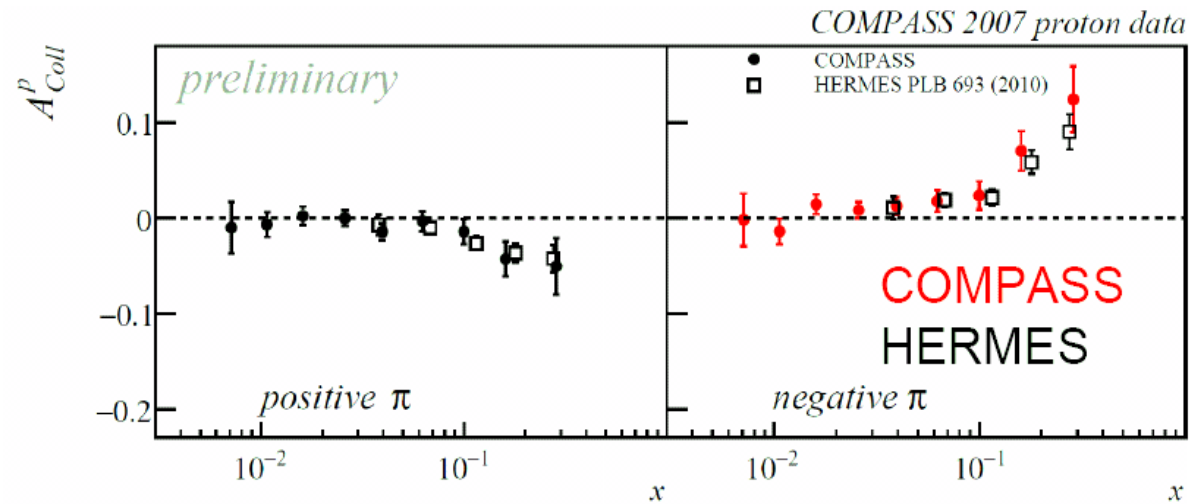 COMPASS 2007 proton data
A^p_Coll
preliminary
COMPASS
HERMES PLB 693 (2010)
0.1
0
−0.1
−0.2
COMPASS
HERMES
positive π
negative π
10⁻² 10⁻¹ 10⁻² 10⁻¹
x x